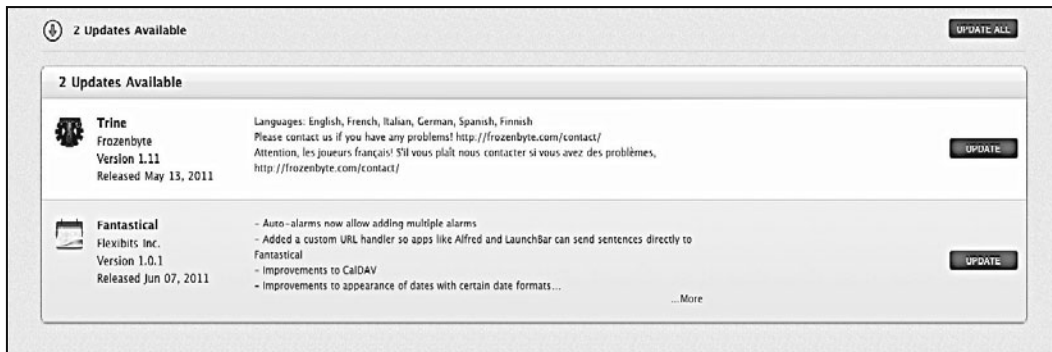 2 Updates Available
UPDATE ALL
2 Updates Available
Trine
Frozenbyte
Version 1.11
Released May 13, 2011
Languages: English, French, Italian, German, Spanish, Finnish
Please contact us if you have any problems! http://frozenbyte.com/contact/
Attention, les joueurs français! S'il vous plaît nous contacter si vous avez des problèmes,
http://frozenbyte.com/contact/
UPDATE
Fantastical
Flexibits Inc.
Version 1.0.1
Released Jun 07, 2011
- Auto-alarms now allow adding multiple alarms
- Added a custom URL handler so apps like Alfred and LaunchBar can send sentences directly to
Fantastical
- Improvements to CalDAV
- Improvements to appearance of dates with certain date formats...
...More
UPDATE